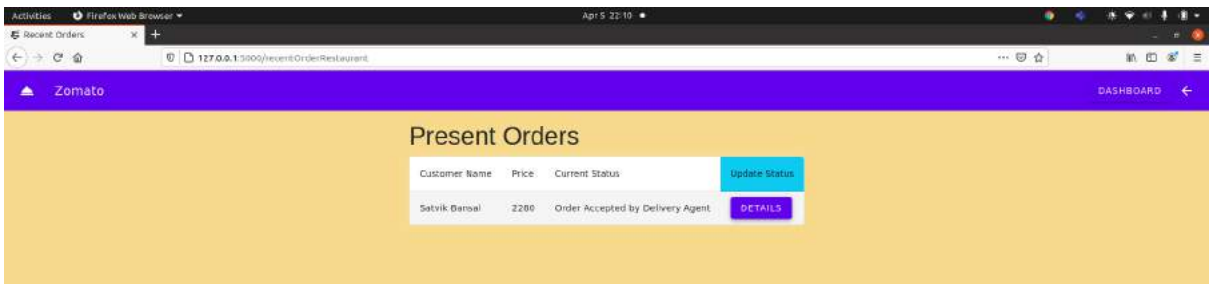 Activities Firefox Web Browser Apr 5 22:10
Recent Orders
127.0.0.1:5000/recentOrderRestaurant
Zomato DASHBOARD
Present Orders
Customer Name Price Current Status Update Status
Satvik Bansal 2280 Order Accepted by Delivery Agent DETAILS